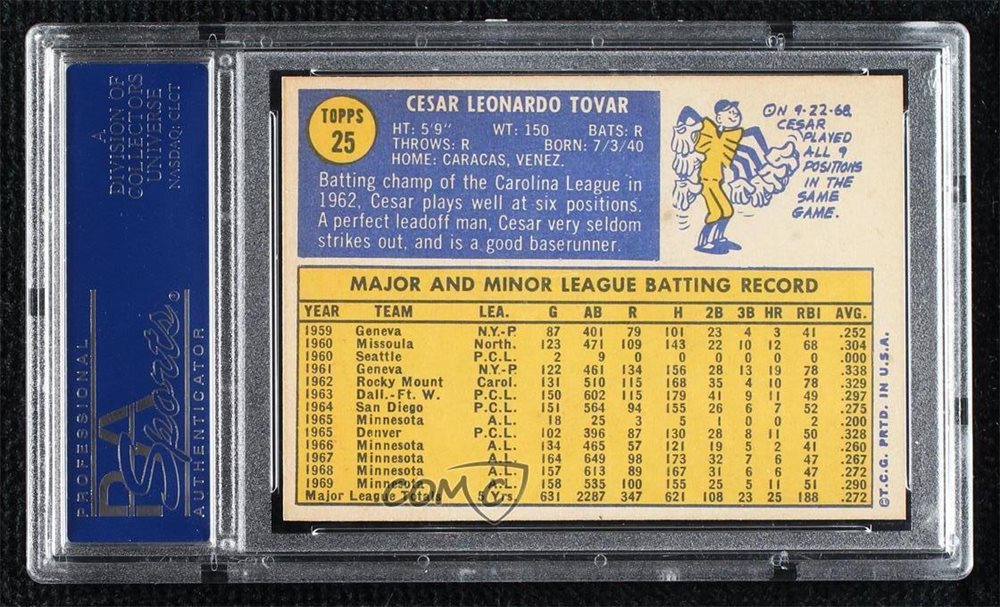 A
DIVISION OF
COLLECTORS
UNIVERSE
NASDAQ: CLCT
PROFESSIONAL
PSA
Sports
AUTHENTICATOR
TOPPS
25
CESAR LEONARDO TOVAR
HT: 5'9" WT: 150 BATS: R
THROWS: R BORN: 7/3/40
HOME: CARACAS, VENEZ.
Batting champ of the Carolina League in
1962, Cesar plays well at six positions.
A perfect leadoff man, Cesar very seldom
strikes out, and is a good baserunner.
ON 9-22-68,
CESAR
PLAYED
ALL 9
POSITIONS
IN THE
SAME
GAME.
MAJOR AND MINOR LEAGUE BATTING RECORD
YEAR TEAM LEA. G AB R H 2B 3B HR RBI AVG.
1959 Geneva N.Y.-P. 87 401 79 101 23 4 3 41 .252
1960 Missoula North. 123 471 109 143 22 10 12 68 .304
1960 Seattle P.C.L. 2 9 0 0 0 0 0 0 .000
1961 Geneva N.Y.-P. 122 461 134 156 28 13 19 78 .338
1962 Rocky Mount Carol. 131 510 115 168 35 4 10 78 .329
1963 Dall.-Ft. W. P.C.L. 150 602 115 179 41 9 11 49 .297
1964 San Diego P.C.L. 151 564 94 155 26 6 7 52 .275
1965 Minnesota A.L. 18 25 3 5 1 0 0 2 .200
1965 Denver P.C.L. 102 396 87 130 28 8 11 50 .328
1966 Minnesota A.L. 134 465 57 121 19 5 2 41 .260
1967 Minnesota A.L. 164 649 98 173 32 7 6 47 .267
1968 Minnesota A.L. 157 613 89 167 31 6 6 47 .272
1969 Minnesota A.L. 158 535 100 155 25 5 11 51 .290
Major League Totals 5 Yrs. 631 2287 347 621 108 23 25 188 .272
©T.C.G. PRTD. IN U.S.A.
COMC